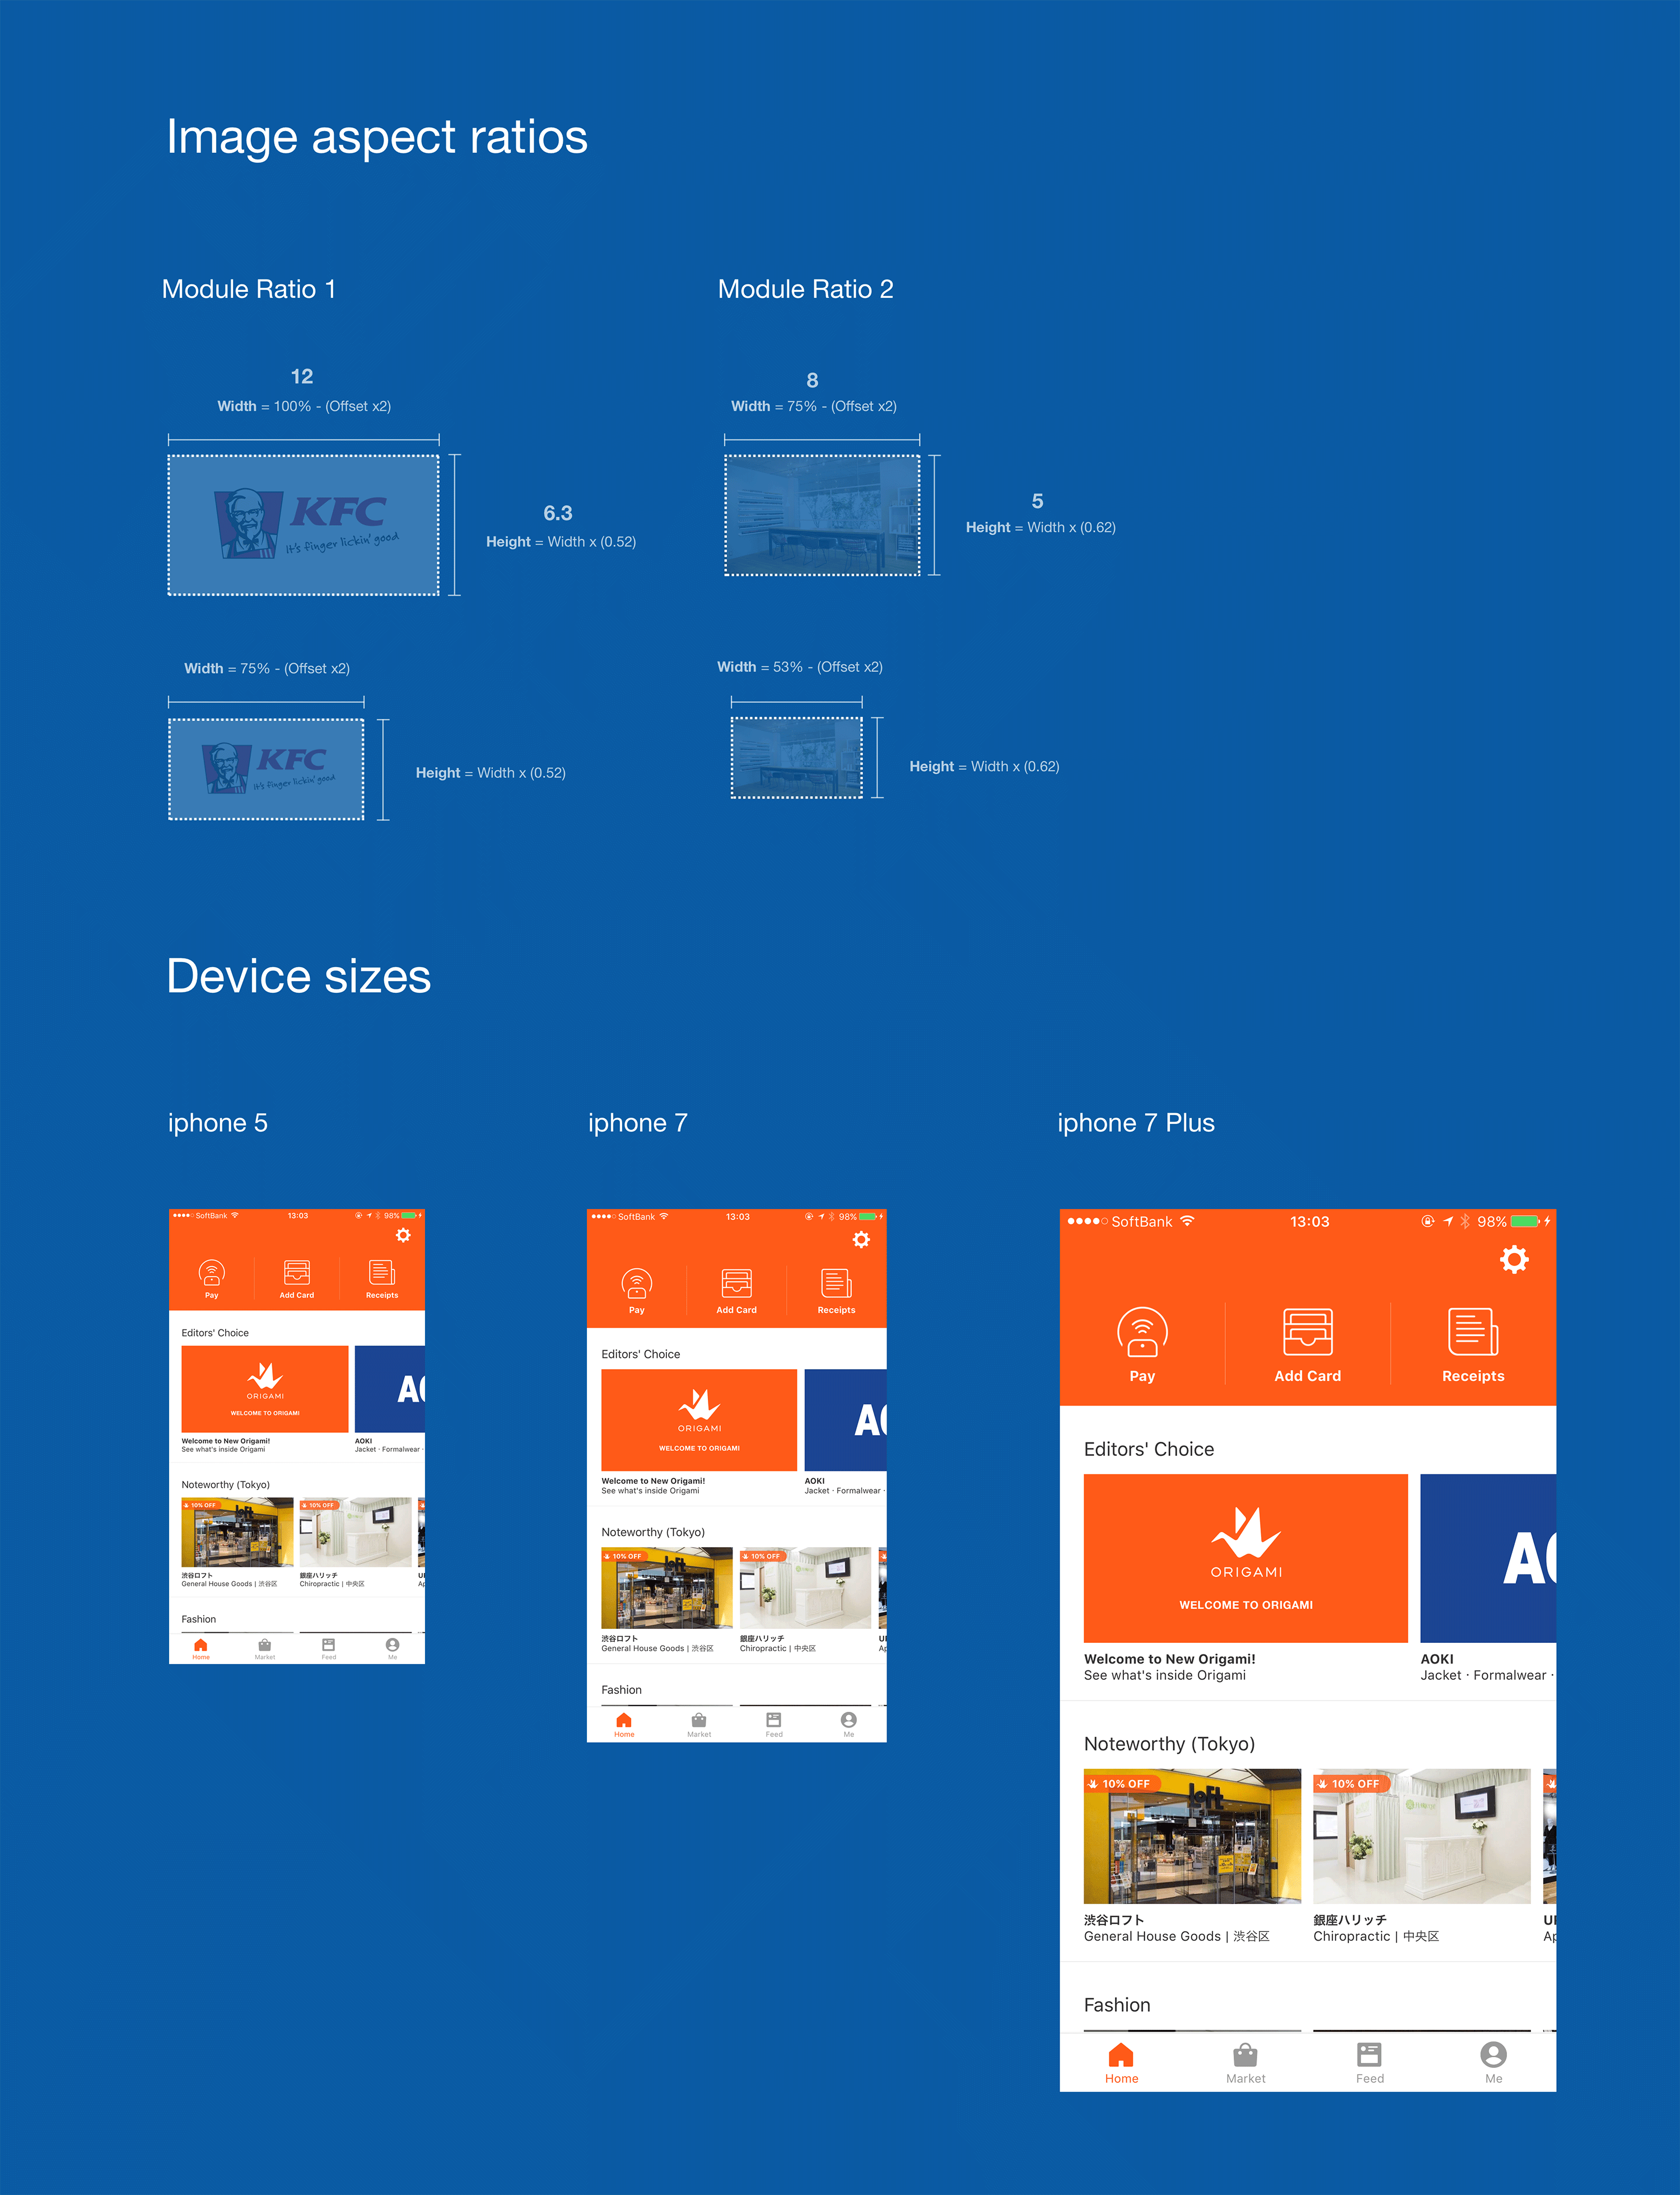 Image aspect ratios
Module Ratio 1
Module Ratio 2
12
Width = 100% - (Offset x2)
8
Width = 75% - (Offset x2)
KFC
It's finger lickin' good
6.3
Height = Width x (0.52)
5
Height = Width x (0.62)
Width = 75% - (Offset x2)
Width = 53% - (Offset x2)
KFC
It's finger lickin' good
Height = Width x (0.52)
Height = Width x (0.62)
Device sizes
iphone 5
iphone 7
iphone 7 Plus
SoftBank 13:03 98%
Pay Add Card Receipts
Editors' Choice
ORIGAMI
WELCOME TO ORIGAMI
AO
Welcome to New Origami!
See what's inside Origami
AOKI
Jacket · Formalwear ·
Noteworthy (Tokyo)
10% OFF
LOFT
10% OFF
渋谷ロフト
General House Goods | 渋谷区
銀座ハリッチ
Chiropractic | 中央区
U
Ap
Fashion
Home Market Feed Me
SoftBank 13:03 98%
Pay Add Card Receipts
Editors' Choice
ORIGAMI
WELCOME TO ORIGAMI
AO
Welcome to New Origami!
See what's inside Origami
AOKI
Jacket · Formalwear ·
Noteworthy (Tokyo)
10% OFF
LOFT
10% OFF
渋谷ロフト
General House Goods | 渋谷区
銀座ハリッチ
Chiropractic | 中央区
U
Ap
Fashion
Home Market Feed Me
SoftBank 13:03 98%
Pay Add Card Receipts
Editors' Choice
ORIGAMI
WELCOME TO ORIGAMI
AO
Welcome to New Origami!
See what's inside Origami
AOKI
Jacket · Formalwear ·
Noteworthy (Tokyo)
10% OFF
LOFT
10% OFF
渋谷ロフト
General House Goods | 渋谷区
銀座ハリッチ
Chiropractic | 中央区
U
Ap
Fashion
Home Market Feed Me